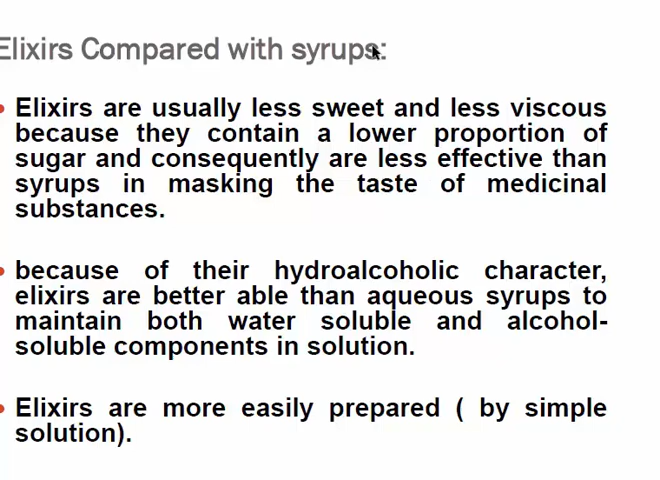 Elixirs Compared with syrups:
• Elixirs are usually less sweet and less viscous
because they contain a lower proportion of
sugar and consequently are less effective than
syrups in masking the taste of medicinal
substances.
• because of their hydroalcoholic character,
elixirs are better able than aqueous syrups to
maintain both water soluble and alcohol-
soluble components in solution.
• Elixirs are more easily prepared ( by simple
solution).